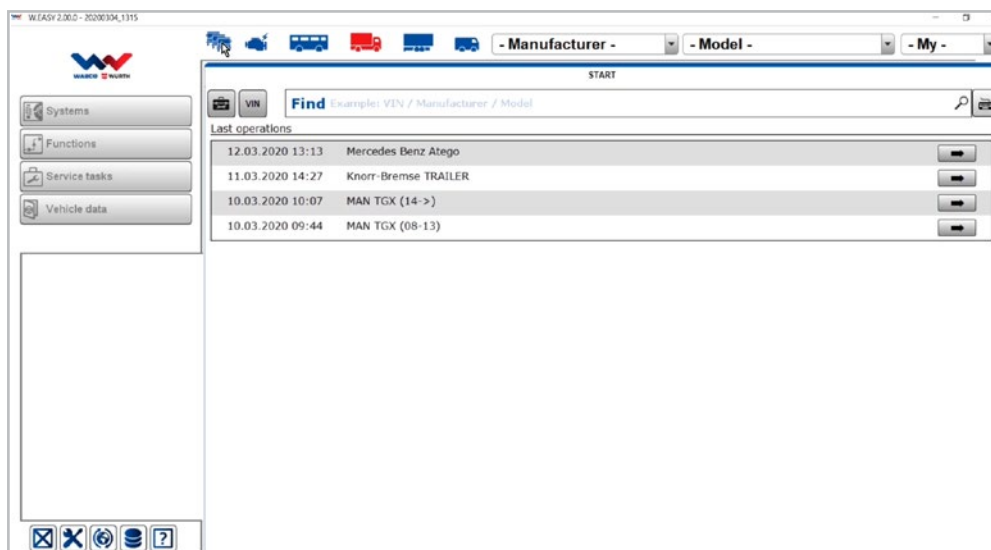 W.EASY 2.00.0 - 20200304_1315
- Manufacturer - - Model - - My -
WABCO WÜRTH
START
Systems
VIN Find Example: VIN / Manufacturer / Model
Functions
Last operations
Service tasks
12.03.2020 13:13 Mercedes Benz Atego
11.03.2020 14:27 Knorr-Bremse TRAILER
Vehicle data
10.03.2020 10:07 MAN TGX (14->)
10.03.2020 09:44 MAN TGX (08-13)
?